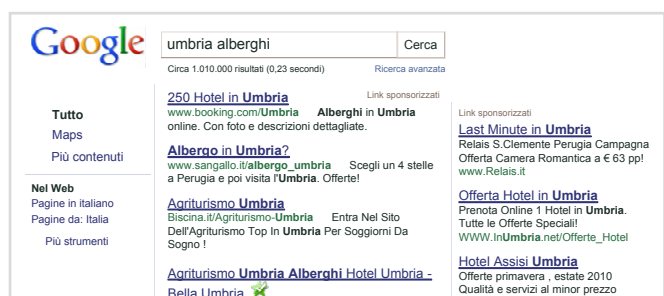 Google
umbria alberghi
Cerca
Circa 1.010.000 risultati (0,23 secondi)
Ricerca avanzata
Tutto
Maps
Più contenuti
Nel Web
Pagine in italiano
Pagine da: Italia
Più strumenti
250 Hotel in Umbria
Link sponsorizzati
www.booking.com/Umbria Alberghi in Umbria
online. Con foto e descrizioni dettagliate.
Albergo in Umbria?
www.sangallo.it/albergo_umbria Scegli un 4 stelle
a Perugia e poi visita l'Umbria. Offerte!
Agriturismo Umbria
Biscina.it/Agriturismo-Umbria Entra Nel Sito
Dell'Agriturismo Top In Umbria Per Soggiorni Da
Sogno !
Agriturismo Umbria Alberghi Hotel Umbria -
Bella Umbria
Link sponsorizzati
Last Minute in Umbria
Relais S.Clemente Perugia Campagna
Offerta Camera Romantica a € 63 pp!
www.Relais.it
Offerta Hotel in Umbria
Prenota Online 1 Hotel in Umbria.
Tutte le Offerte Speciali!
WWW.InUmbria.net/Offerte_Hotel
Hotel Assisi Umbria
Offerte primavera , estate 2010
Qualità e servizi al minor prezzo